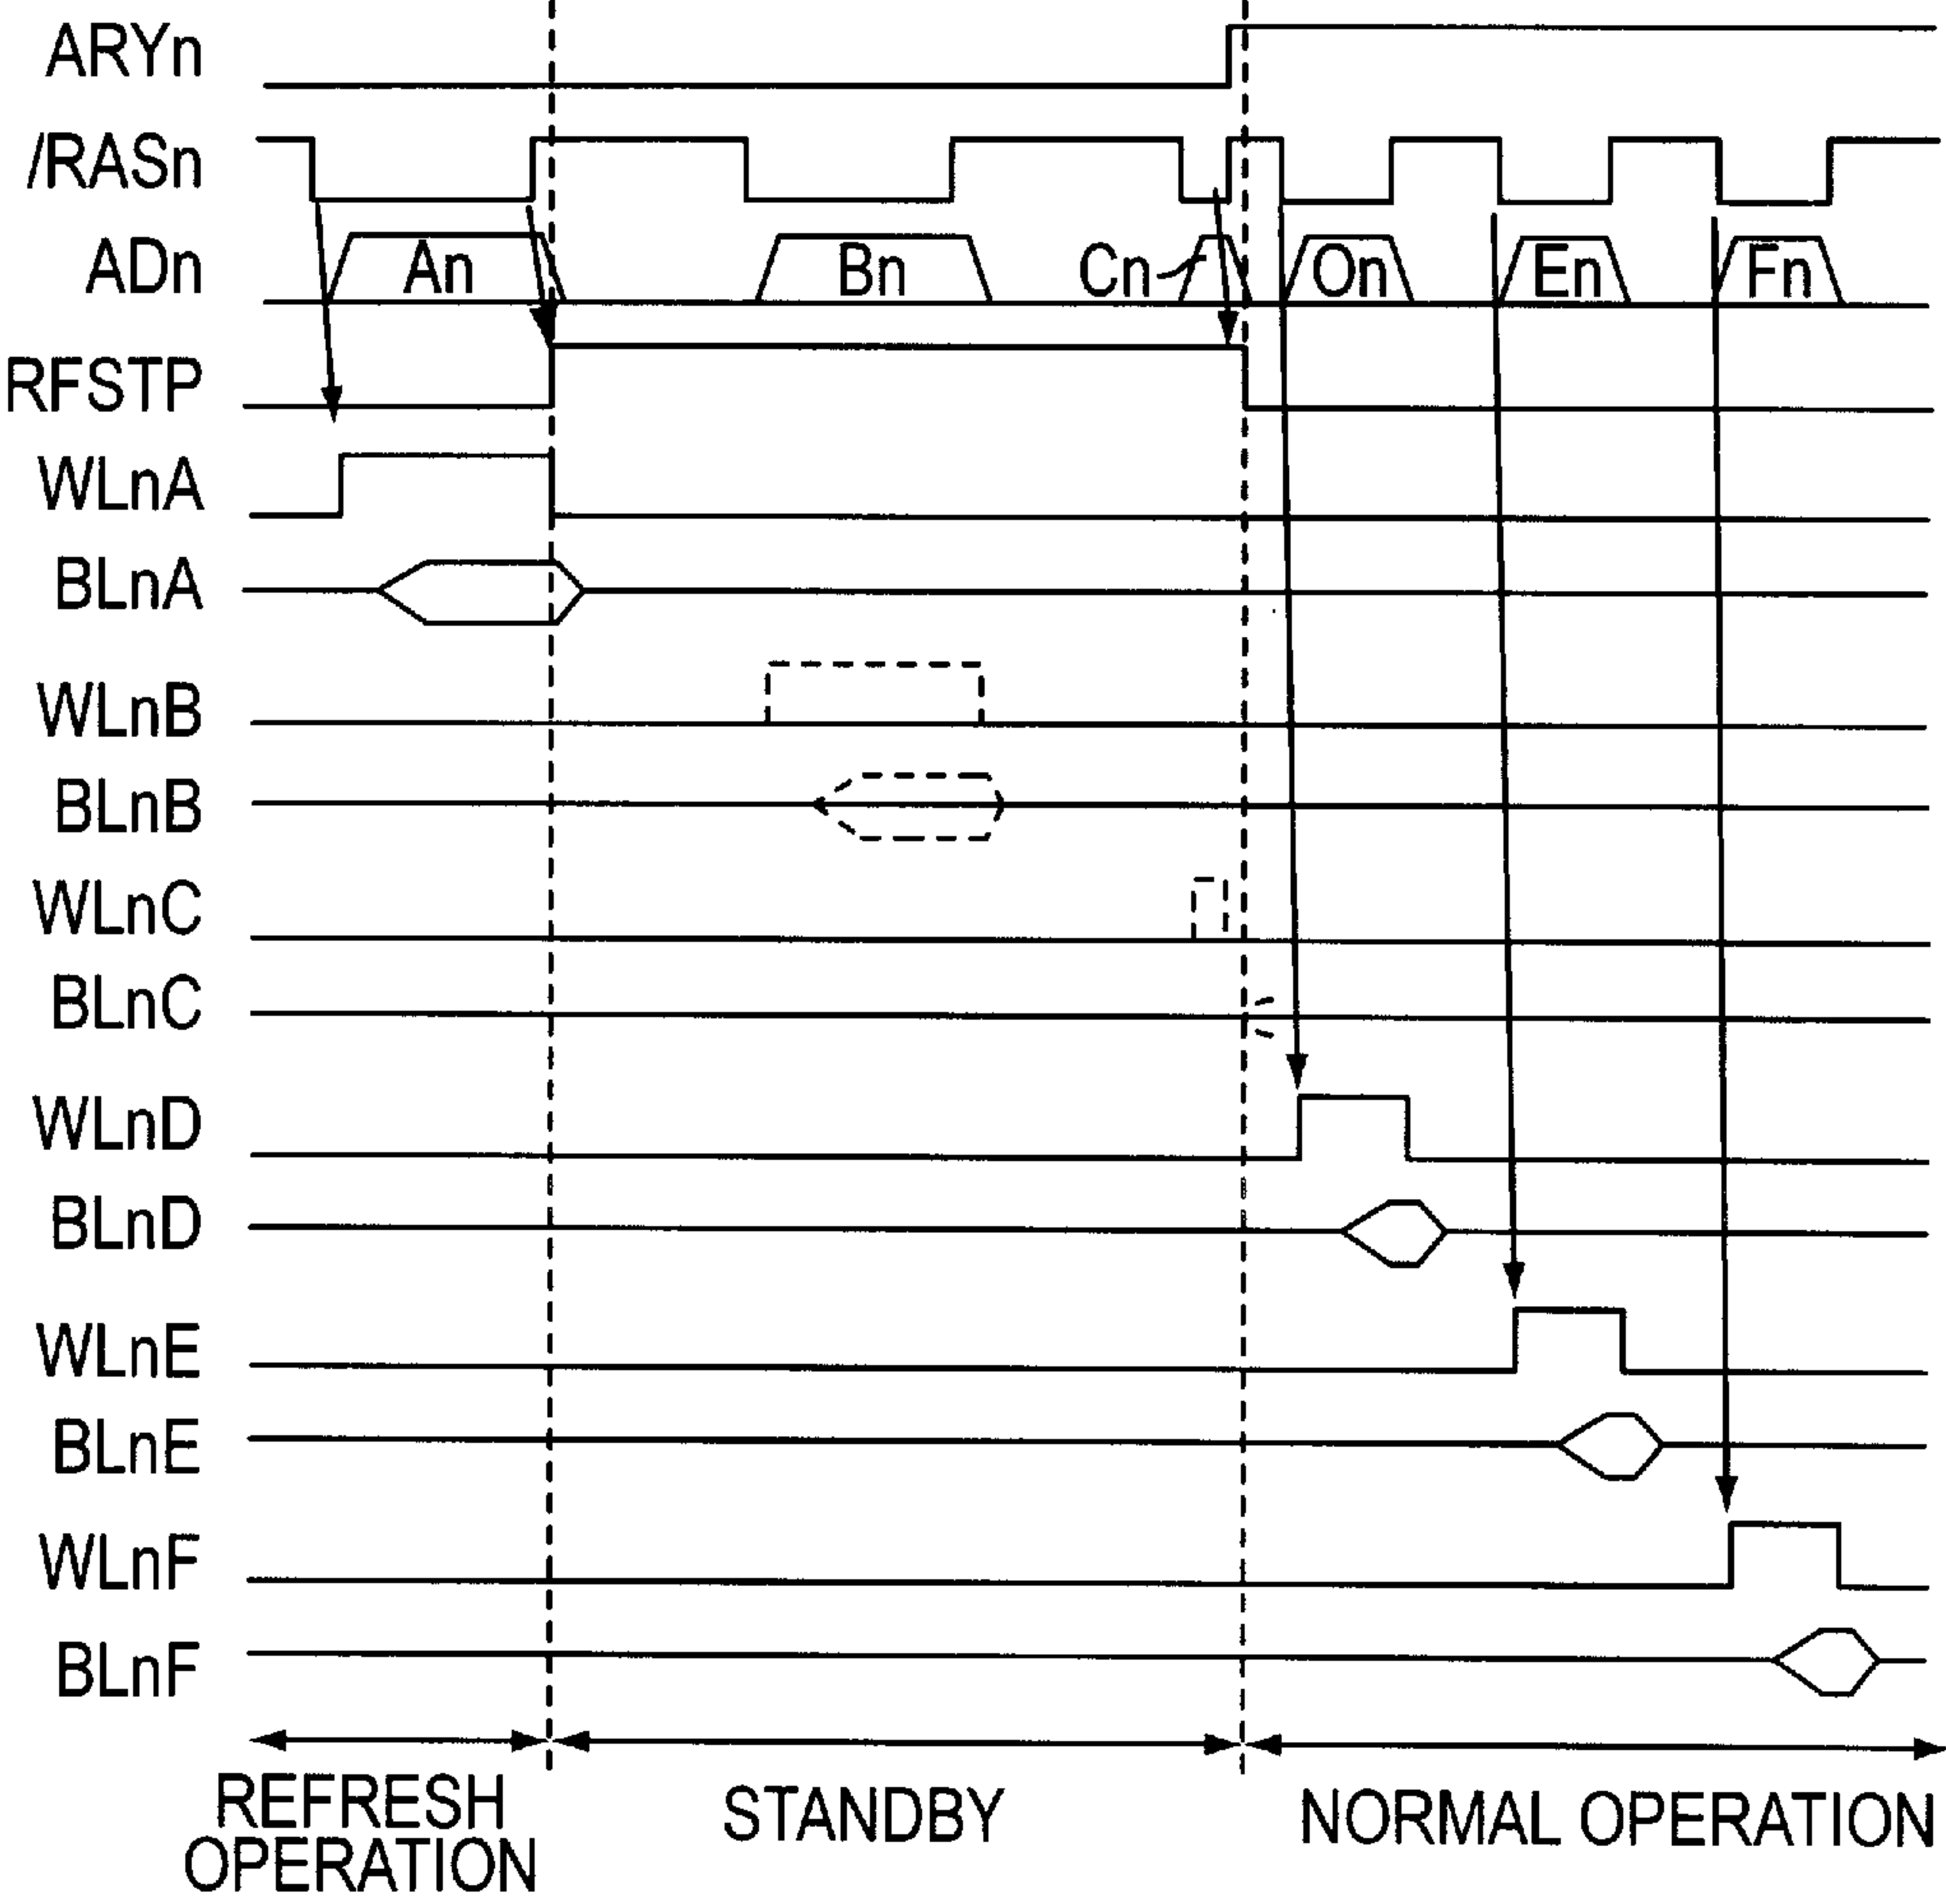 ARYn
/RASn
ADn An Bn Cn On En Fn
RFSTP
WLnA
BLnA
WLnB
BLnB
WLnC
BLnC
WLnD
BLnD
WLnE
BLnE
WLnF
BLnF
REFRESH
OPERATION
STANDBY
NORMAL OPERATION